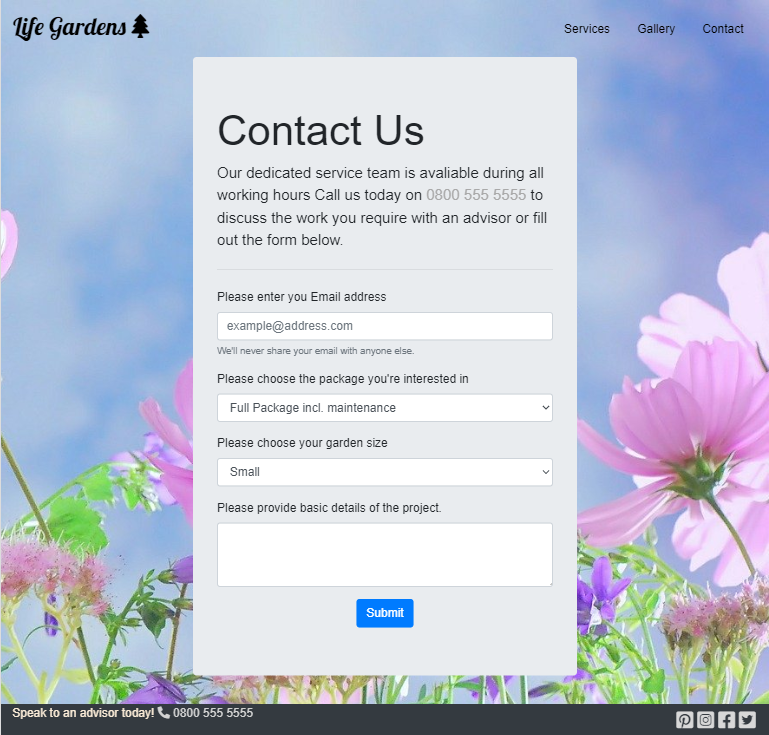 Life Gardens
Services Gallery Contact
Contact Us
Our dedicated service team is avaliable during all
working hours Call us today on 0800 555 5555 to
discuss the work you require with an advisor or fill
out the form below.
Please enter you Email address
example@address.com
We'll never share your email with anyone else.
Please choose the package you're interested in
Full Package incl. maintenance
Please choose your garden size
Small
Please provide basic details of the project.
Submit
Speak to an advisor today! 0800 555 5555